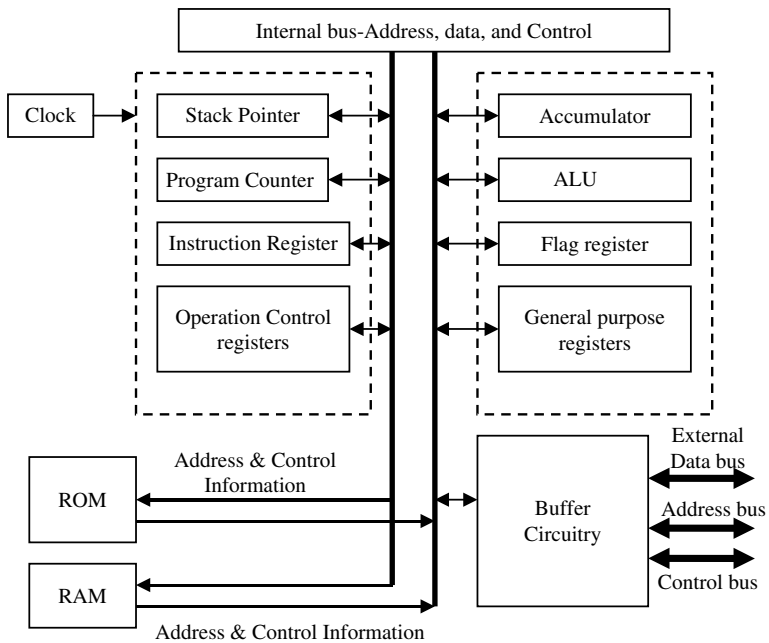 Internal bus-Address, data, and Control
Clock
Stack Pointer
Accumulator
Program Counter
ALU
Instruction Register
Flag register
Operation Control
registers
General purpose
registers
ROM
Address & Control
Information
Buffer
Circuitry
External
Data bus
Address bus
Control bus
RAM
Address & Control Information